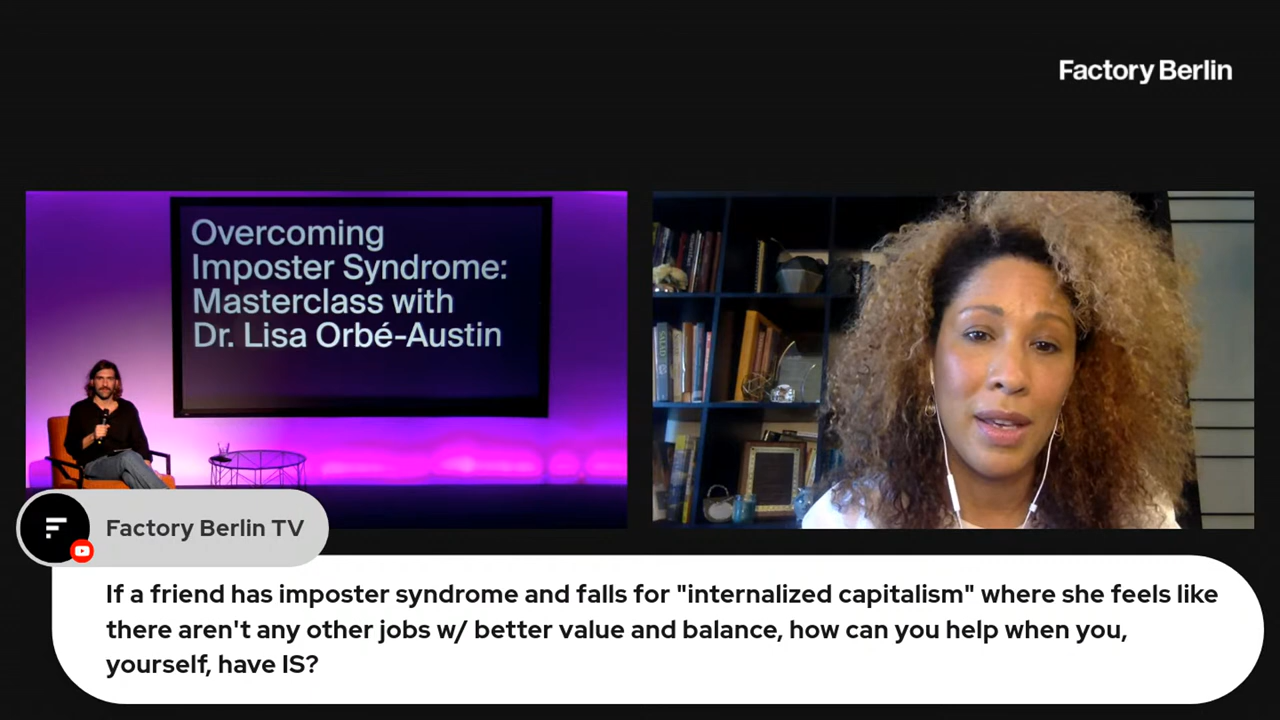 Factory Berlin
Overcoming
Imposter Syndrome:
Masterclass with
Dr. Lisa Orbé-Austin
Factory Berlin TV
If a friend has imposter syndrome and falls for "internalized capitalism" where she feels like
there aren't any other jobs w/ better value and balance, how can you help when you,
yourself, have IS?